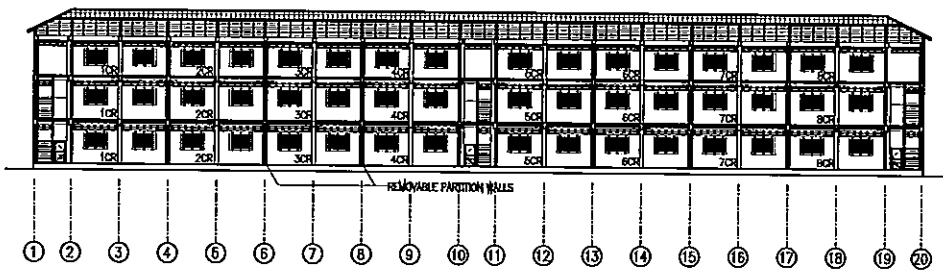 1CR 2CR 3CR 4CR 5CR 6CR 7CR 8CR
1CR 2CR 3CR 4CR 5CR 6CR 7CR 8CR
1CR 2CR 3CR 4CR 5CR 6CR 7CR 8CR
REMOVABLE PARTITION WALLS
1 2 3 4 5 6 7 8 9 10 11 12 13 14 15 16 17 18 19 20